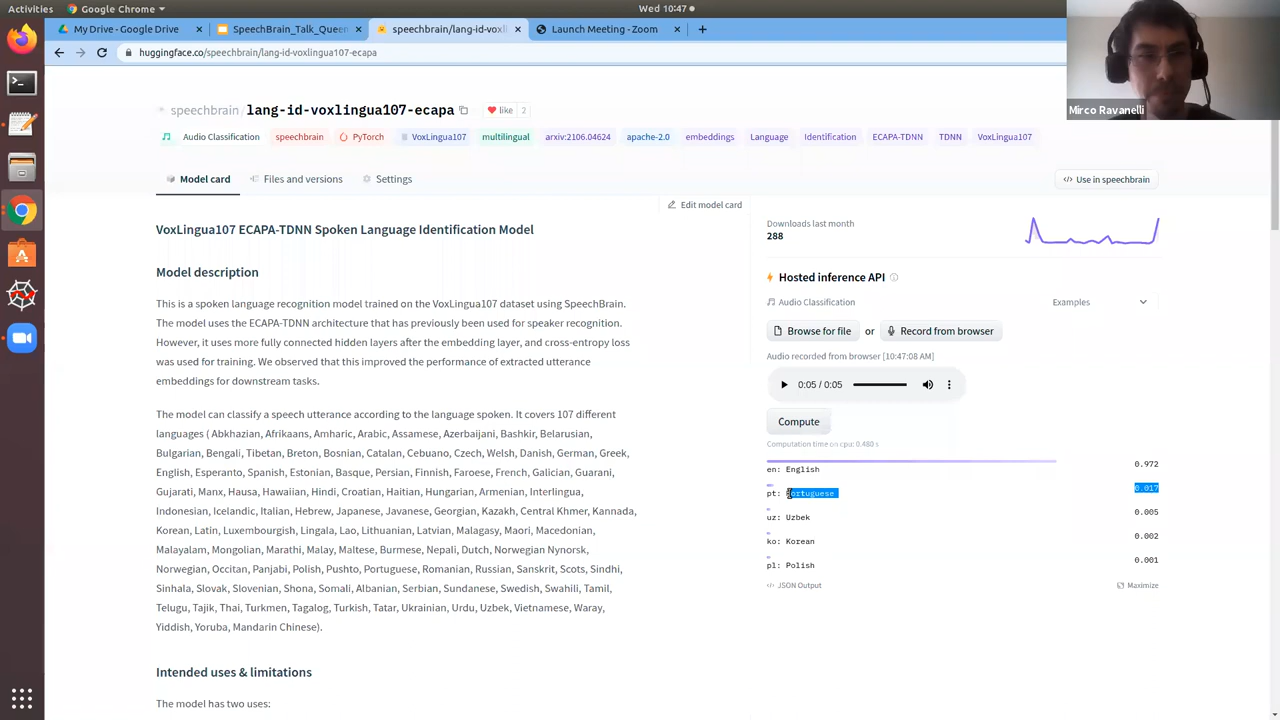 Activities
Google Chrome
Wed 10:47
My Drive - Google Drive
SpeechBrain_Talk_Queen
speechbrain/lang-id-voxli
Launch Meeting - Zoom
huggingface.co/speechbrain/lang-id-voxlingua107-ecapa
Mirco Ravanelli
speechbrain/lang-id-voxlingua107-ecapa
like 2
Audio Classification speechbrain PyTorch VoxLingua107 multilingual arxiv:2106.04624 apache-2.0 embeddings Language Identification ECAPA-TDNN TDNN VoxLingua107
Model card Files and versions Settings
</> Use in speechbrain
Edit model card
VoxLingua107 ECAPA-TDNN Spoken Language Identification Model
Model description
This is a spoken language recognition model trained on the VoxLingua107 dataset using SpeechBrain.
The model uses the ECAPA-TDNN architecture that has previously been used for speaker recognition.
However, it uses more fully connected hidden layers after the embedding layer, and cross-entropy loss
was used for training. We observed that this improved the performance of extracted utterance
embeddings for downstream tasks.
The model can classify a speech utterance according to the language spoken. It covers 107 different
languages ( Abkhazian, Afrikaans, Amharic, Arabic, Assamese, Azerbaijani, Bashkir, Belarusian,
Bulgarian, Bengali, Tibetan, Breton, Bosnian, Catalan, Cebuano, Czech, Welsh, Danish, German, Greek,
English, Esperanto, Spanish, Estonian, Basque, Persian, Finnish, Faroese, French, Galician, Guarani,
Gujarati, Manx, Hausa, Hawaiian, Hindi, Croatian, Haitian, Hungarian, Armenian, Interlingua,
Indonesian, Icelandic, Italian, Hebrew, Japanese, Javanese, Georgian, Kazakh, Central Khmer, Kannada,
Korean, Latin, Luxembourgish, Lingala, Lao, Lithuanian, Latvian, Malagasy, Maori, Macedonian,
Malayalam, Mongolian, Marathi, Malay, Maltese, Burmese, Nepali, Dutch, Norwegian Nynorsk,
Norwegian, Occitan, Panjabi, Polish, Pushto, Portuguese, Romanian, Russian, Sanskrit, Scots, Sindhi,
Sinhala, Slovak, Slovenian, Shona, Somali, Albanian, Serbian, Sundanese, Swedish, Swahili, Tamil,
Telugu, Tajik, Thai, Turkmen, Tagalog, Turkish, Tatar, Ukrainian, Urdu, Uzbek, Vietnamese, Waray,
Yiddish, Yoruba, Mandarin Chinese).
Intended uses & limitations
The model has two uses:
Downloads last month
288
Hosted inference API
Audio Classification
Examples
Browse for file or Record from browser
Audio recorded from browser [10:47:08 AM]
0:05 / 0:05
Compute
Computation time on cpu: 0.480 s
en: English 0.972
pt: Portuguese 0.017
uz: Uzbek 0.005
ko: Korean 0.002
pl: Polish 0.001
</> JSON Output
Maximize